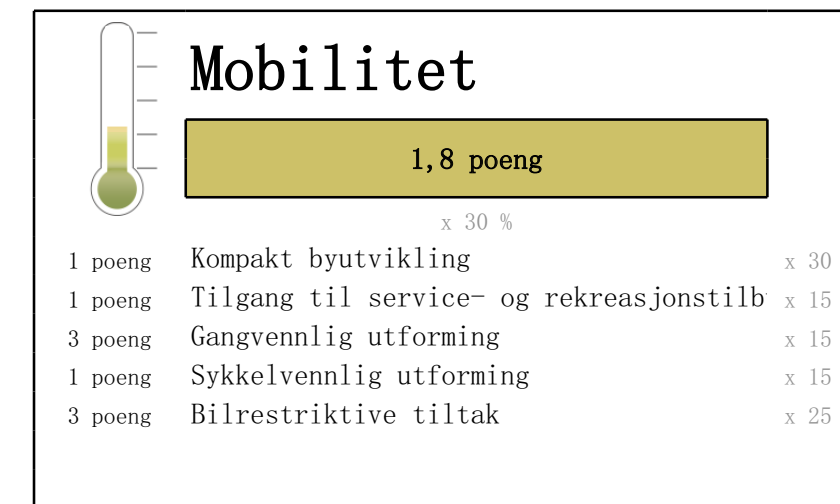 Mobilitet
1,8 poeng
x 30 %
1 poeng Kompakt byutvikling x 30
1 poeng Tilgang til service- og x 15
3 poeng Gangvennlig utforming x 15
1 poeng Sykkelvennlig utforming x 15
3 poeng Bilrestriktive tiltak x 25